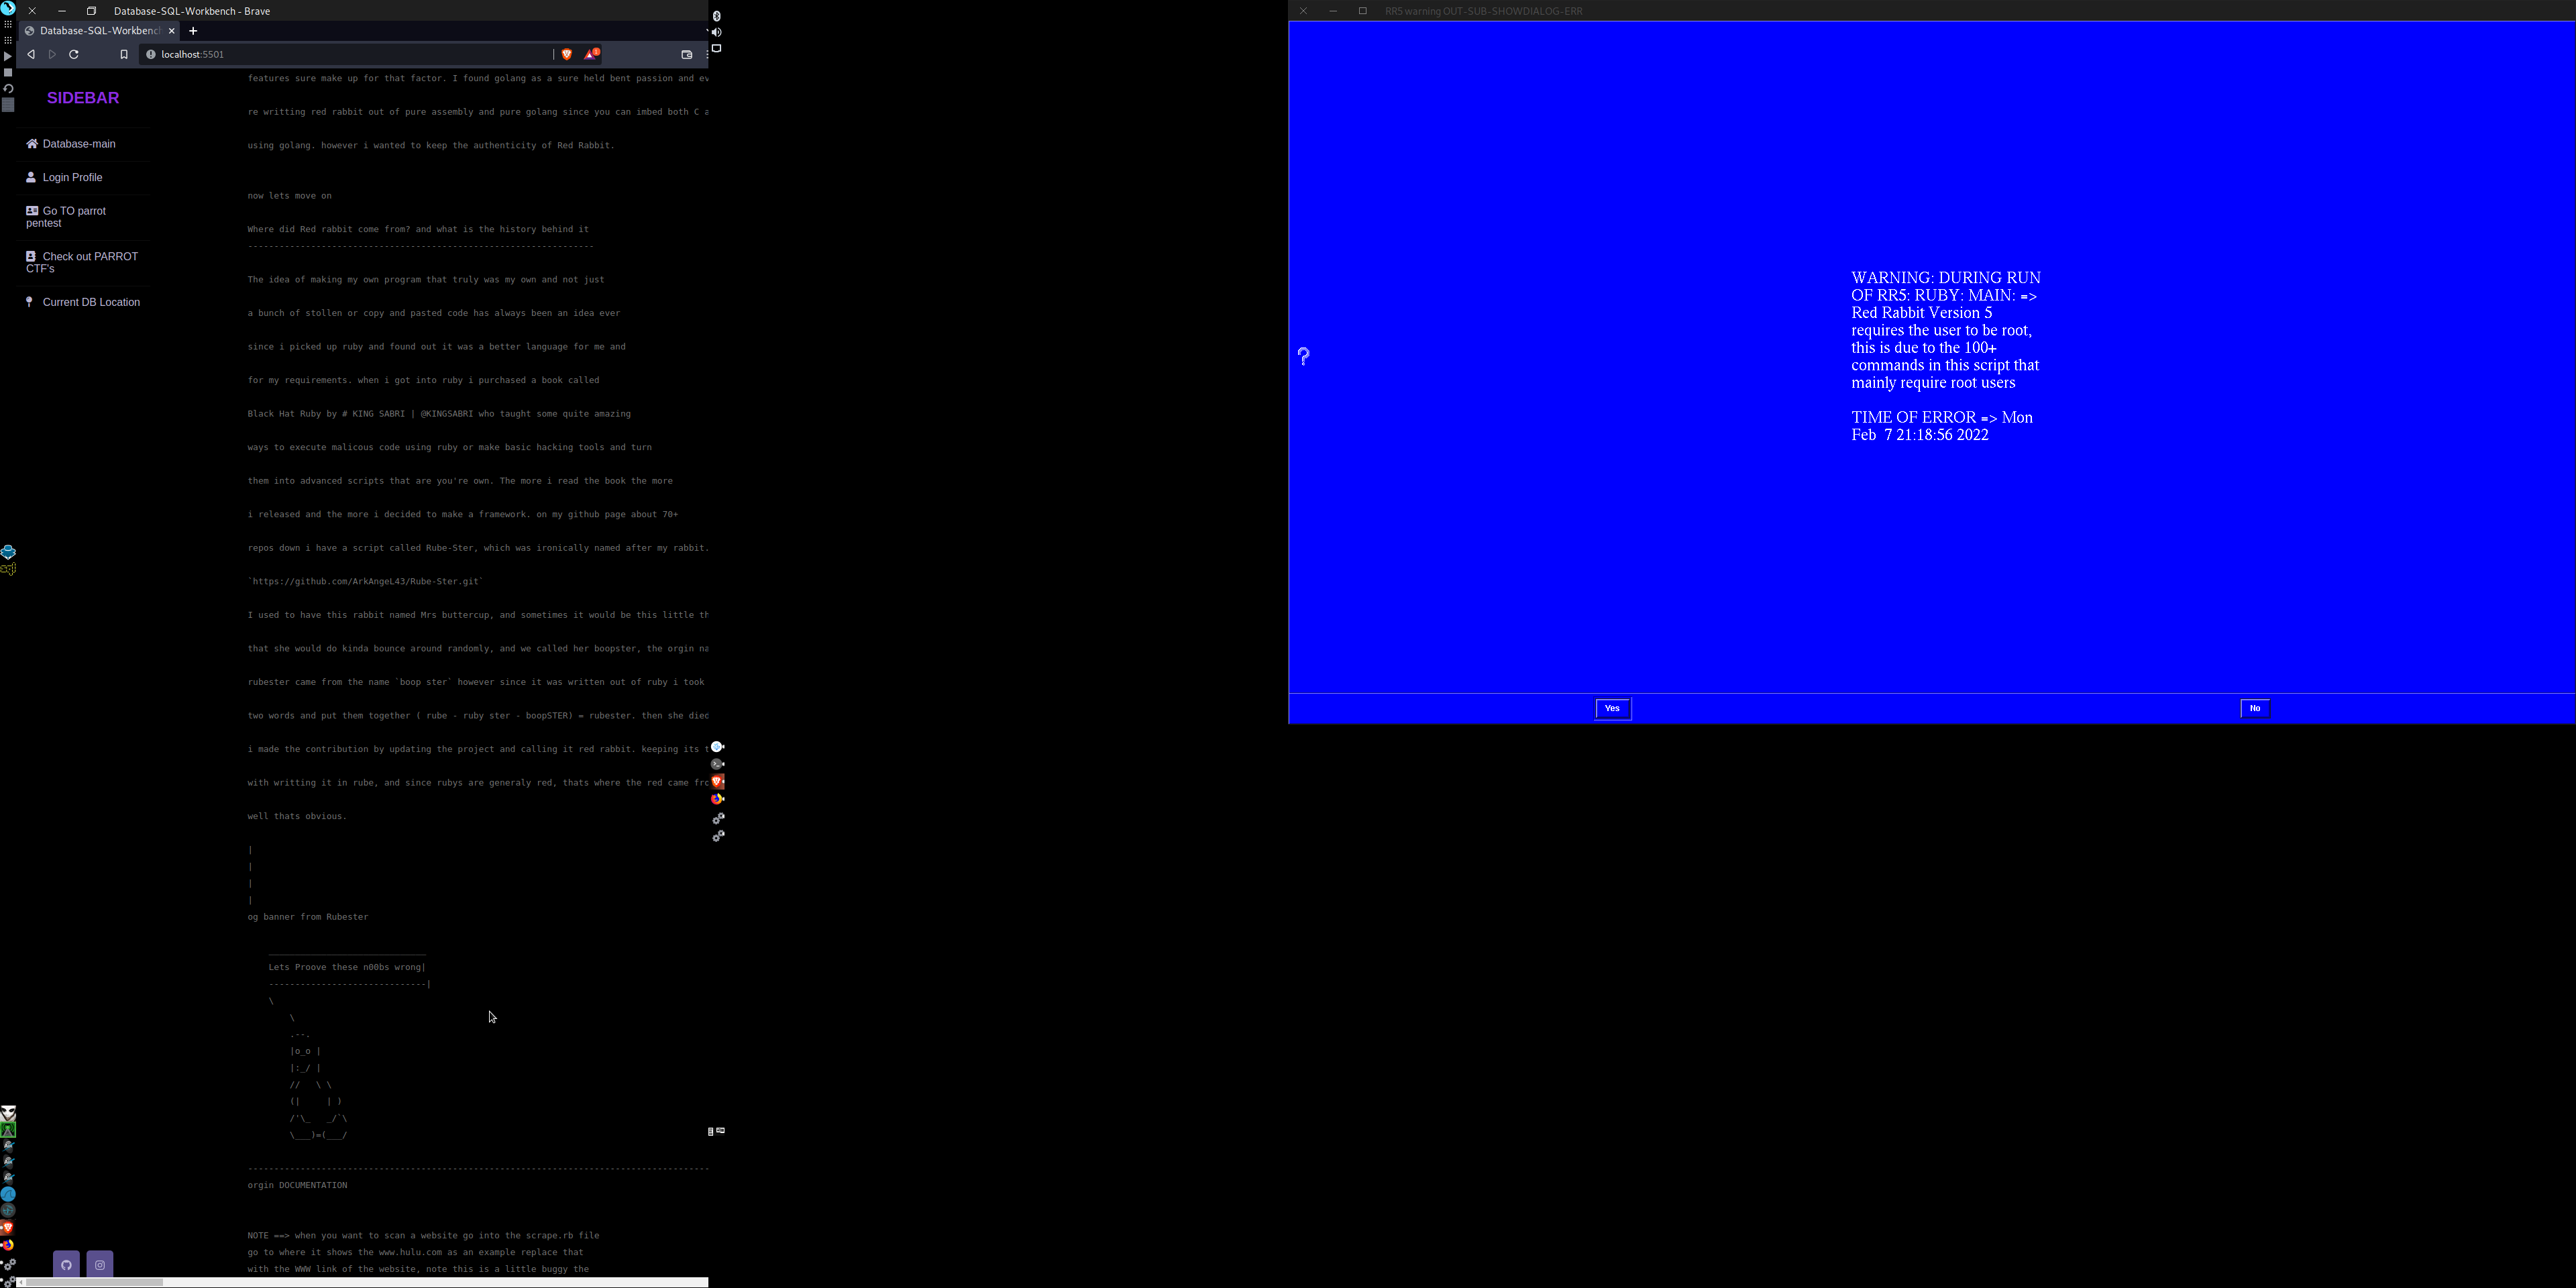 Database-SQL-Workbench - Brave
Database-SQL-Workbench
localhost:5501
SIDEBAR
Database-main
Login Profile
Go TO parrot
pentest
Check out PARROT
CTF's
Current DB Location
features sure make up for that factor. I found golang as a sure held bent passion and ev
re writting red rabbit out of pure assembly and pure golang since you can imbed both C a
using golang. however i wanted to keep the authenticity of Red Rabbit.
now lets move on
Where did Red rabbit come from? and what is the history behind it
------------------------------------------------------------------
The idea of making my own program that truly was my own and not just
a bunch of stollen or copy and pasted code has always been an idea ever
since i picked up ruby and found out it was a better language for me and
for my requirements. when i got into ruby i purchased a book called
Black Hat Ruby by # KING SABRI | @KINGSABRI who taught some quite amazing
ways to execute malicous code using ruby or make basic hacking tools and turn
them into advanced scripts that are you're own. The more i read the book the more
i released and the more i decided to make a framework. on my github page about 70+
repos down i have a script called Rube-Ster, which was ironically named after my rabbit.
`https://github.com/ArkAngeL43/Rube-Ster.git`
I used to have this rabbit named Mrs buttercup, and sometimes it would be this little th
that she would do kinda bounce around randomly, and we called her boopster, the orgin na
rubester came from the name `boop ster` however since it was written out of ruby i took
two words and put them together ( rube - ruby ster - boopSTER) = rubester. then she died
i made the contribution by updating the project and calling it red rabbit. keeping its t
with writting it in rube, and since rubys are generaly red, thats where the red came fro
well thats obvious.
|
|
|
|
og banner from Rubester
______________________________
Lets Proove these n00bs wrong|
------------------------------|
\
\
.--.
|o_o |
|:_/ |
//   \ \
(|     | )
/'\_   _/`\
\___)=(___/
----------------------------------------------------------------------------------------
orgin DOCUMENTATION
NOTE ==> when you want to scan a website go into the scrape.rb file
go to where it shows the www.hulu.com as an example replace that
with the WWW link of the website, note this is a little buggy the
RR5 warning OUT-SUB-SHOWDIALOG-ERR
?
WARNING: DURING RUN
OF RR5: RUBY: MAIN: =>
Red Rabbit Version 5
requires the user to be root,
this is due to the 100+
commands in this script that
mainly require root users
TIME OF ERROR => Mon
Feb  7 21:18:56 2022
Yes
No